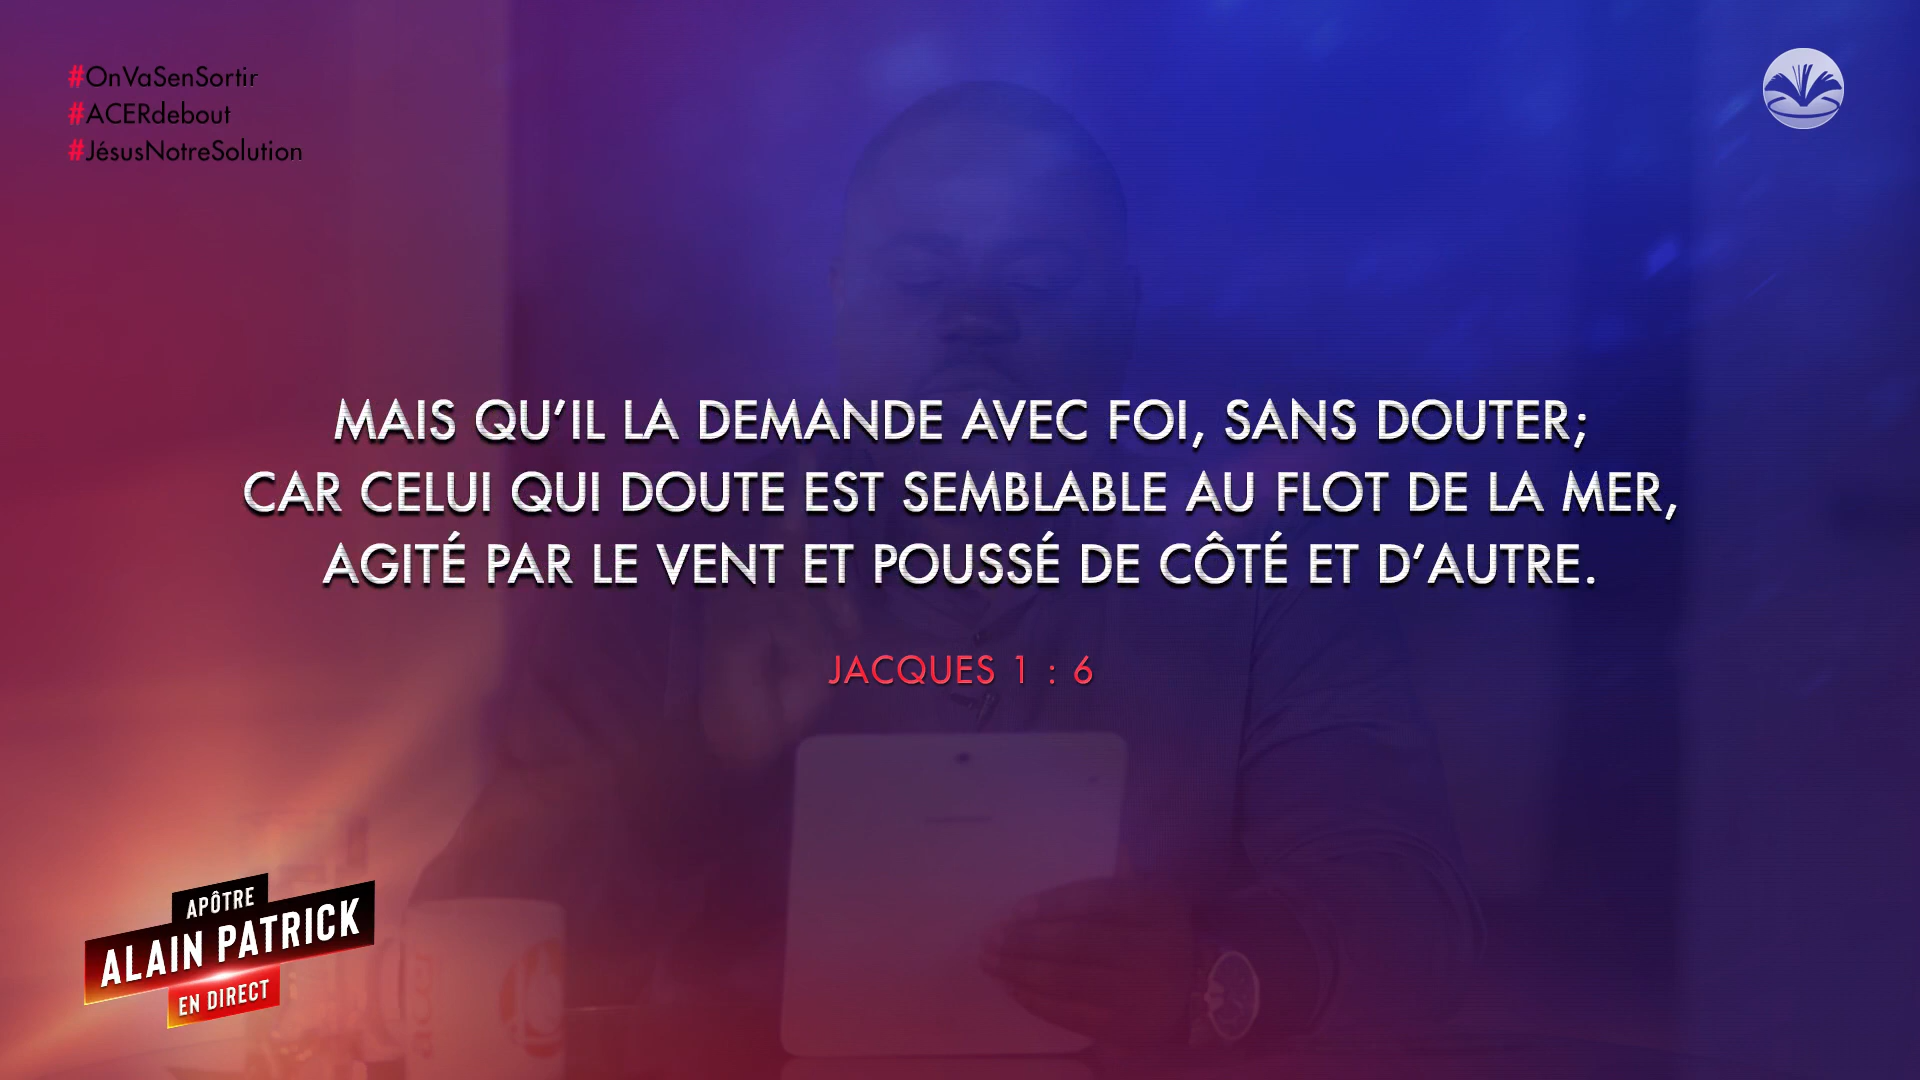 #OnVaSenSortir
#ACERdebout
#JésusNotreSolution
MAIS QU’IL LA DEMANDE AVEC FOI, SANS DOUTER;
CAR CELUI QUI DOUTE EST SEMBLABLE AU FLOT DE LA MER,
AGITÉ PAR LE VENT ET POUSSÉ DE CÔTÉ ET D’AUTRE.
JACQUES 1 : 6
APÔTRE
ALAIN PATRICK
EN DIRECT